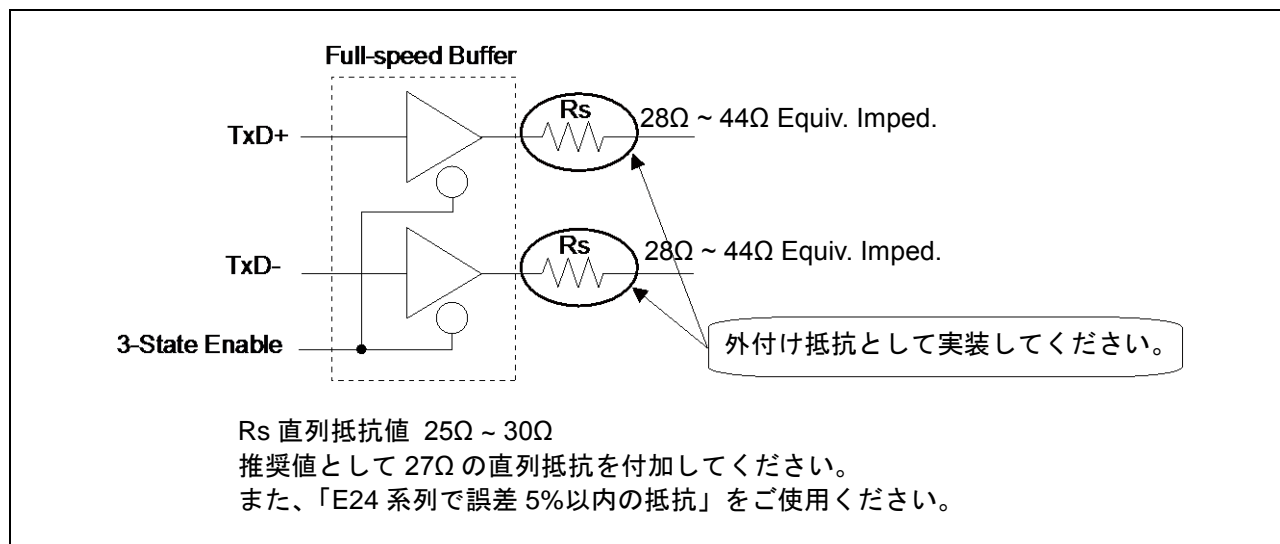 Full-speed Buffer
TxD+
Rs
28Ω ~ 44Ω Equiv. Imped.
TxD-
Rs
28Ω ~ 44Ω Equiv. Imped.
3-State Enable
外付け抵抗として実装してください。
Rs 直列抵抗値 25Ω ~ 30Ω
推奨値として 27Ω の直列抵抗を付加してください。
また、「E24 系列で誤差 5%以内の抵抗」をご使用ください。